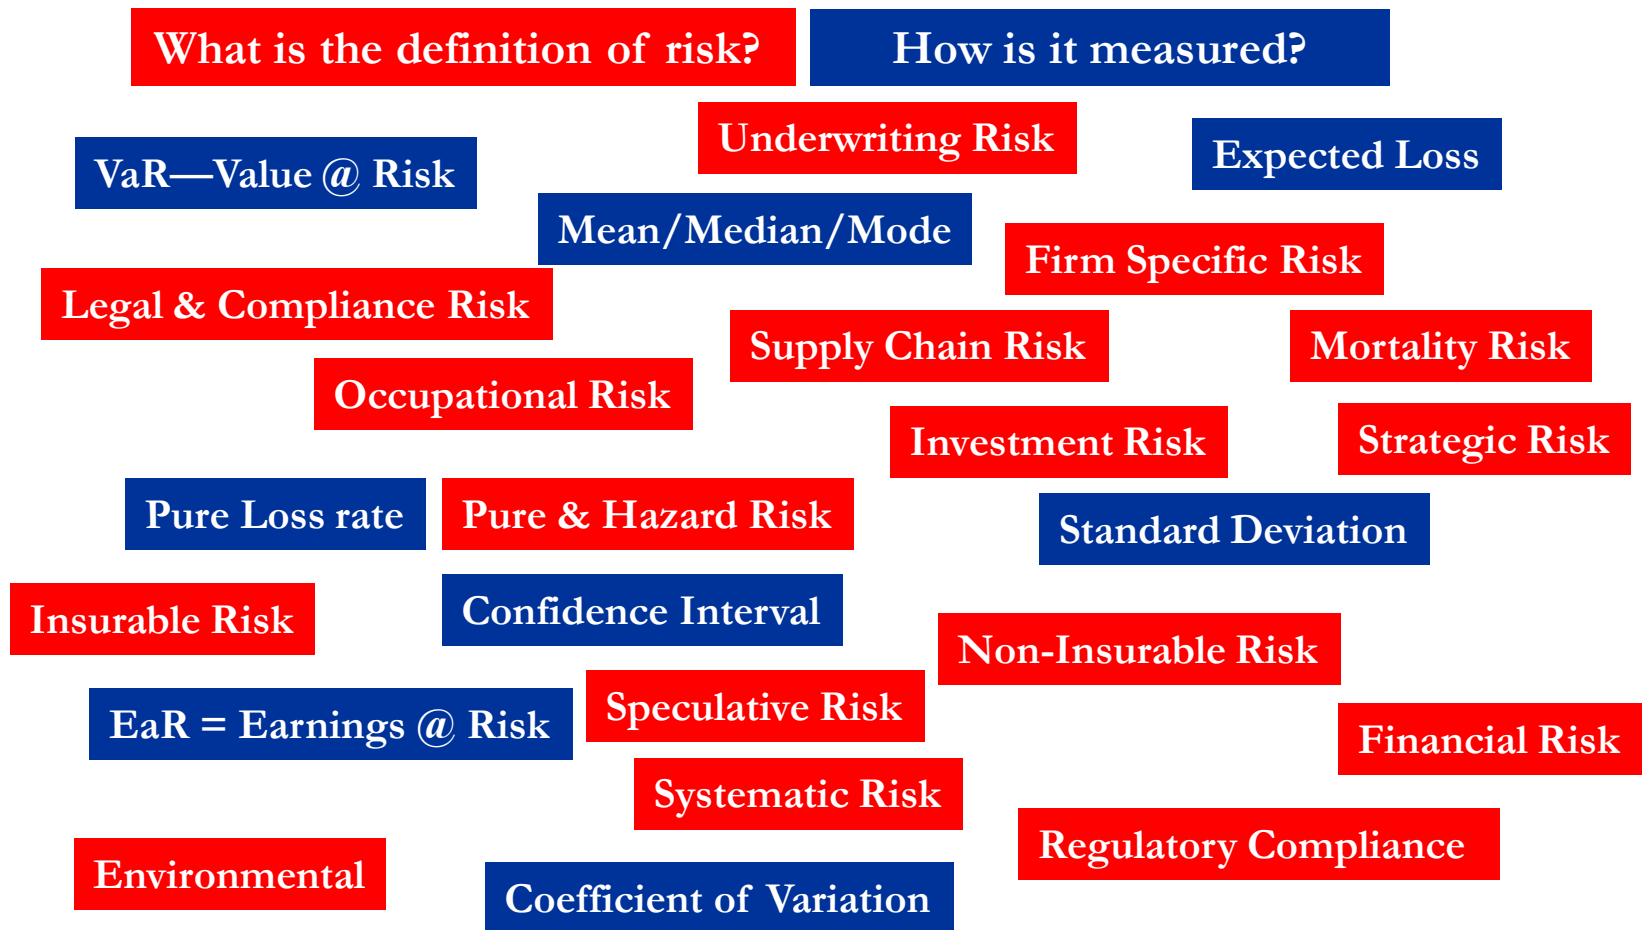 What is the definition of risk?
How is it measured?
Underwriting Risk
Expected Loss
VaR—Value @ Risk
Mean/Median/Mode
Firm Specific Risk
Legal & Compliance Risk
Supply Chain Risk
Mortality Risk
Occupational Risk
Investment Risk
Strategic Risk
Pure Loss rate
Pure & Hazard Risk
Standard Deviation
Insurable Risk
Confidence Interval
Non-Insurable Risk
Speculative Risk
EaR = Earnings @ Risk
Financial Risk
Systematic Risk
Regulatory Compliance
Environmental
Coefficient of Variation